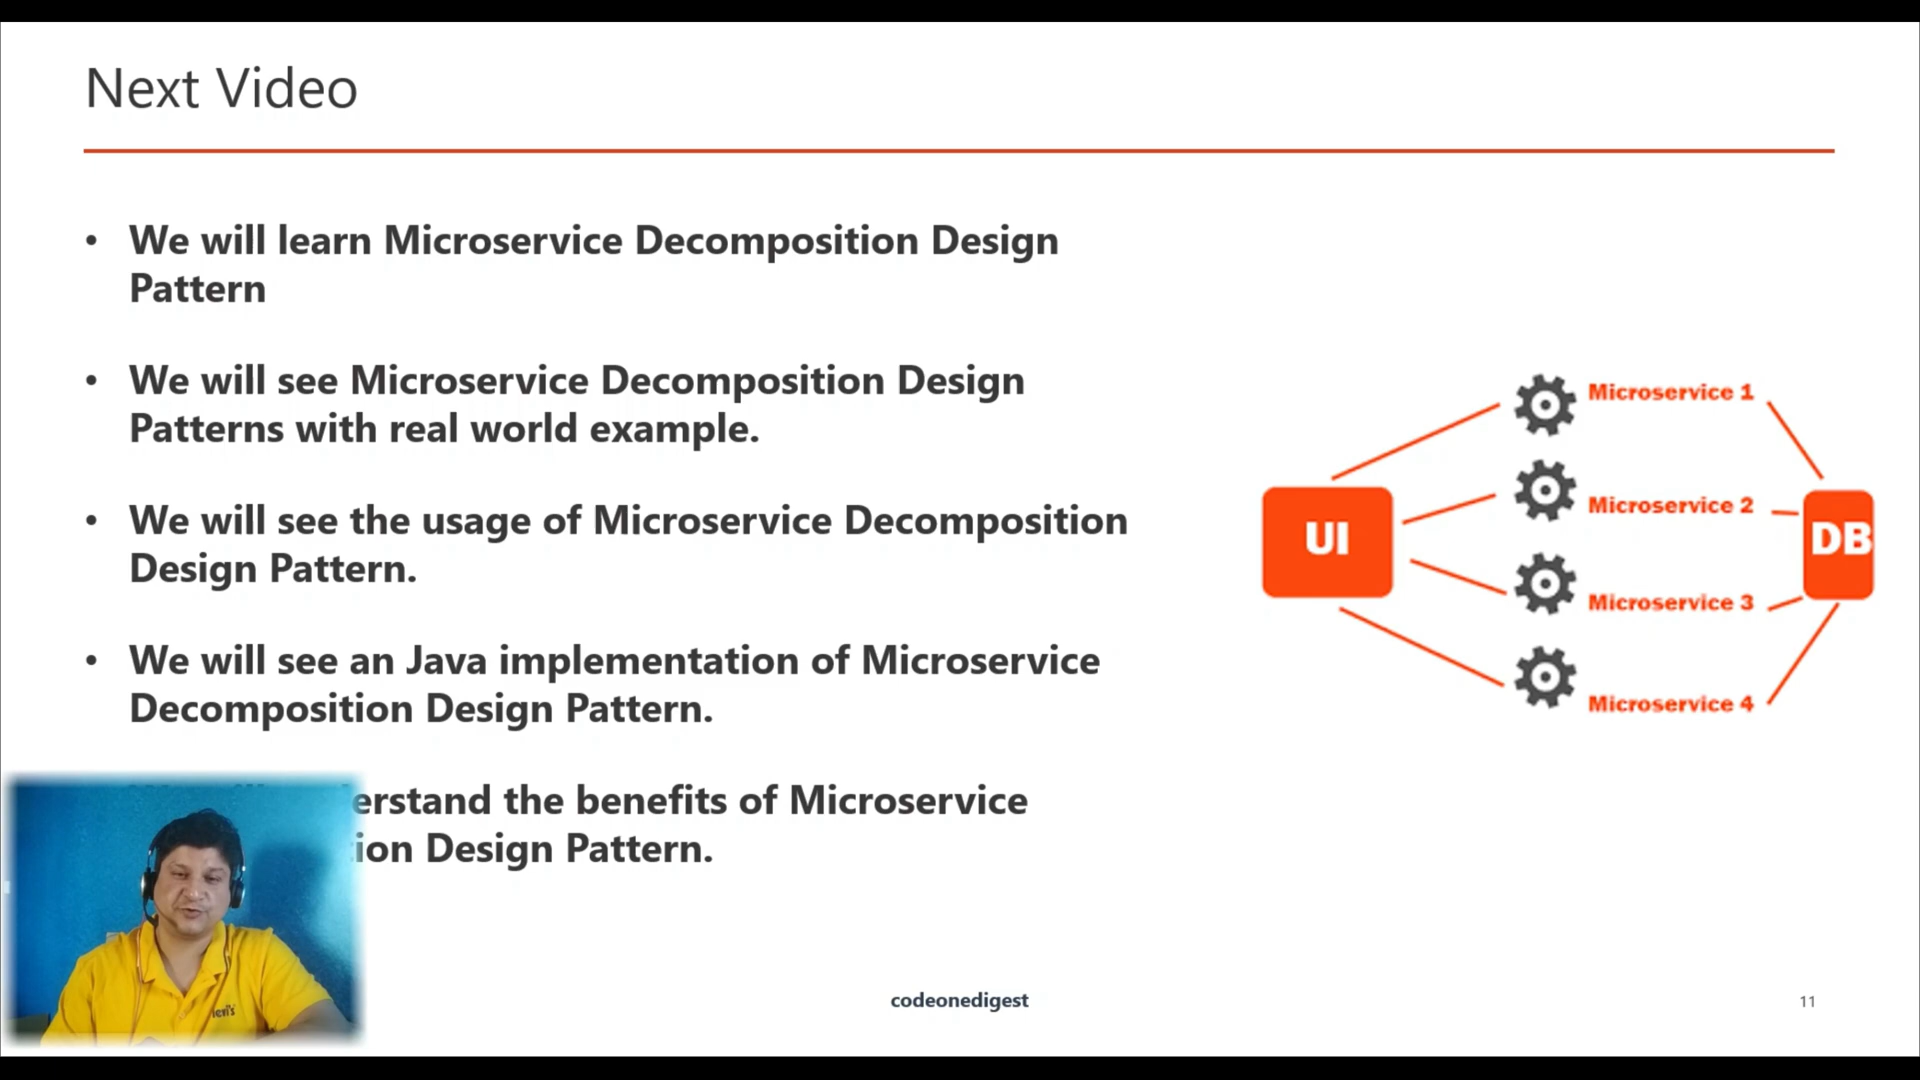 Next Video
• We will learn Microservice Decomposition Design
Pattern
• We will see Microservice Decomposition Design
Patterns with real world example.
• We will see the usage of Microservice Decomposition
Design Pattern.
• We will see an Java implementation of Microservice
Decomposition Design Pattern.
erstand the benefits of Microservice
ion Design Pattern.
UI
Microservice 1
Microservice 2
Microservice 3
Microservice 4
DB
levi's
codeonedigest
11